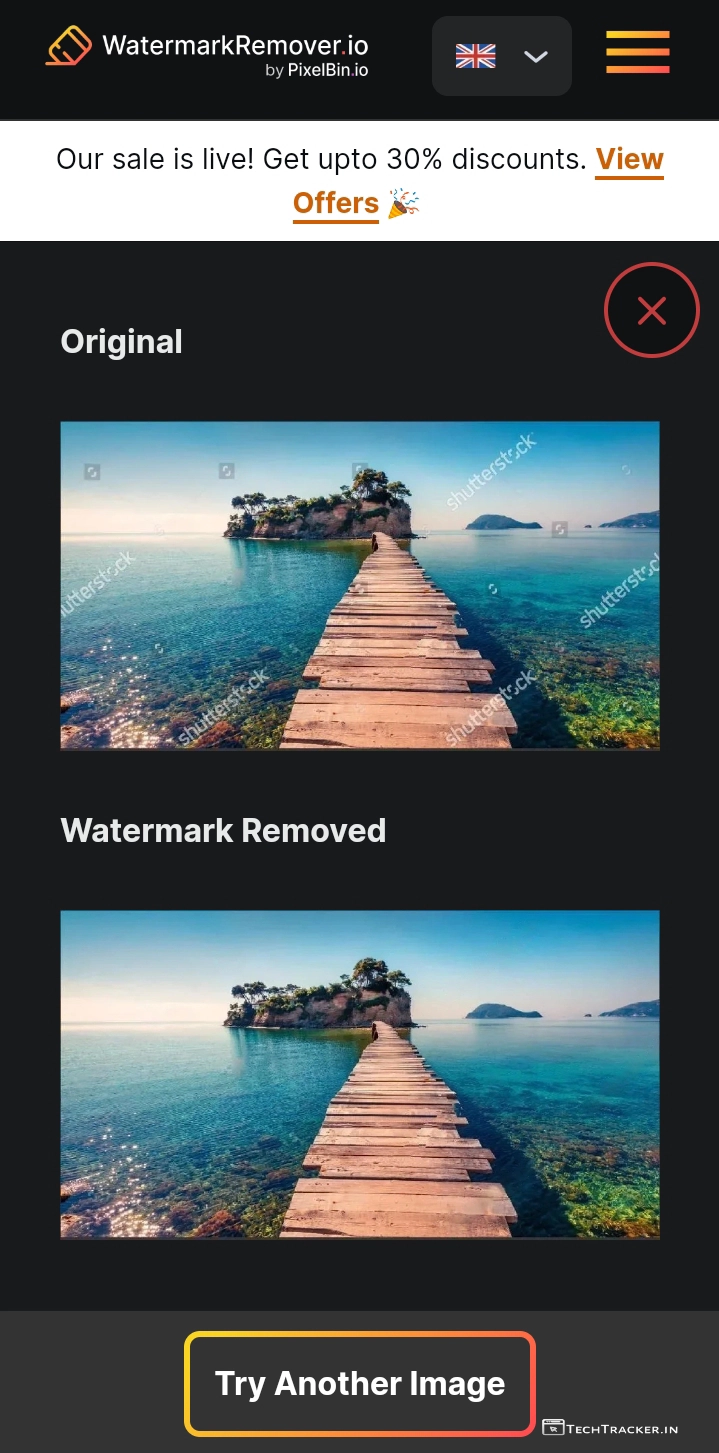 WatermarkRemover.io
by PixelBin.io
Our sale is live! Get upto 30% discounts. View
Offers
Original
shutterstock
shutterstock
shutterstock
shutterstock
shutterstock
Watermark Removed
Try Another Image
TECHTRACKER.IN